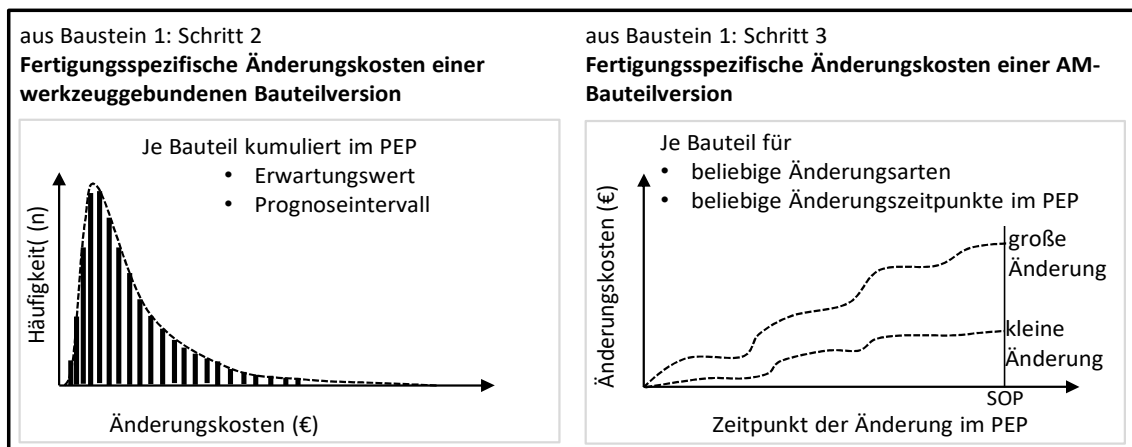 aus Baustein 1: Schritt 2
Fertigungsspezifische Änderungskosten einer
werkzeuggebundenen Bauteilversion
Je Bauteil kumuliert im PEP
• Erwartungswert
• Prognoseintervall
Häufigkeit( (n)
Änderungskosten (€)
aus Baustein 1: Schritt 3
Fertigungsspezifische Änderungskosten einer AM-
Bauteilversion
Je Bauteil für
• beliebige Änderungsarten
• beliebige Änderungszeitpunkte im PEP
Änderungskosten (€)
große
Änderung
kleine
Änderung
SOP
Zeitpunkt der Änderung im PEP